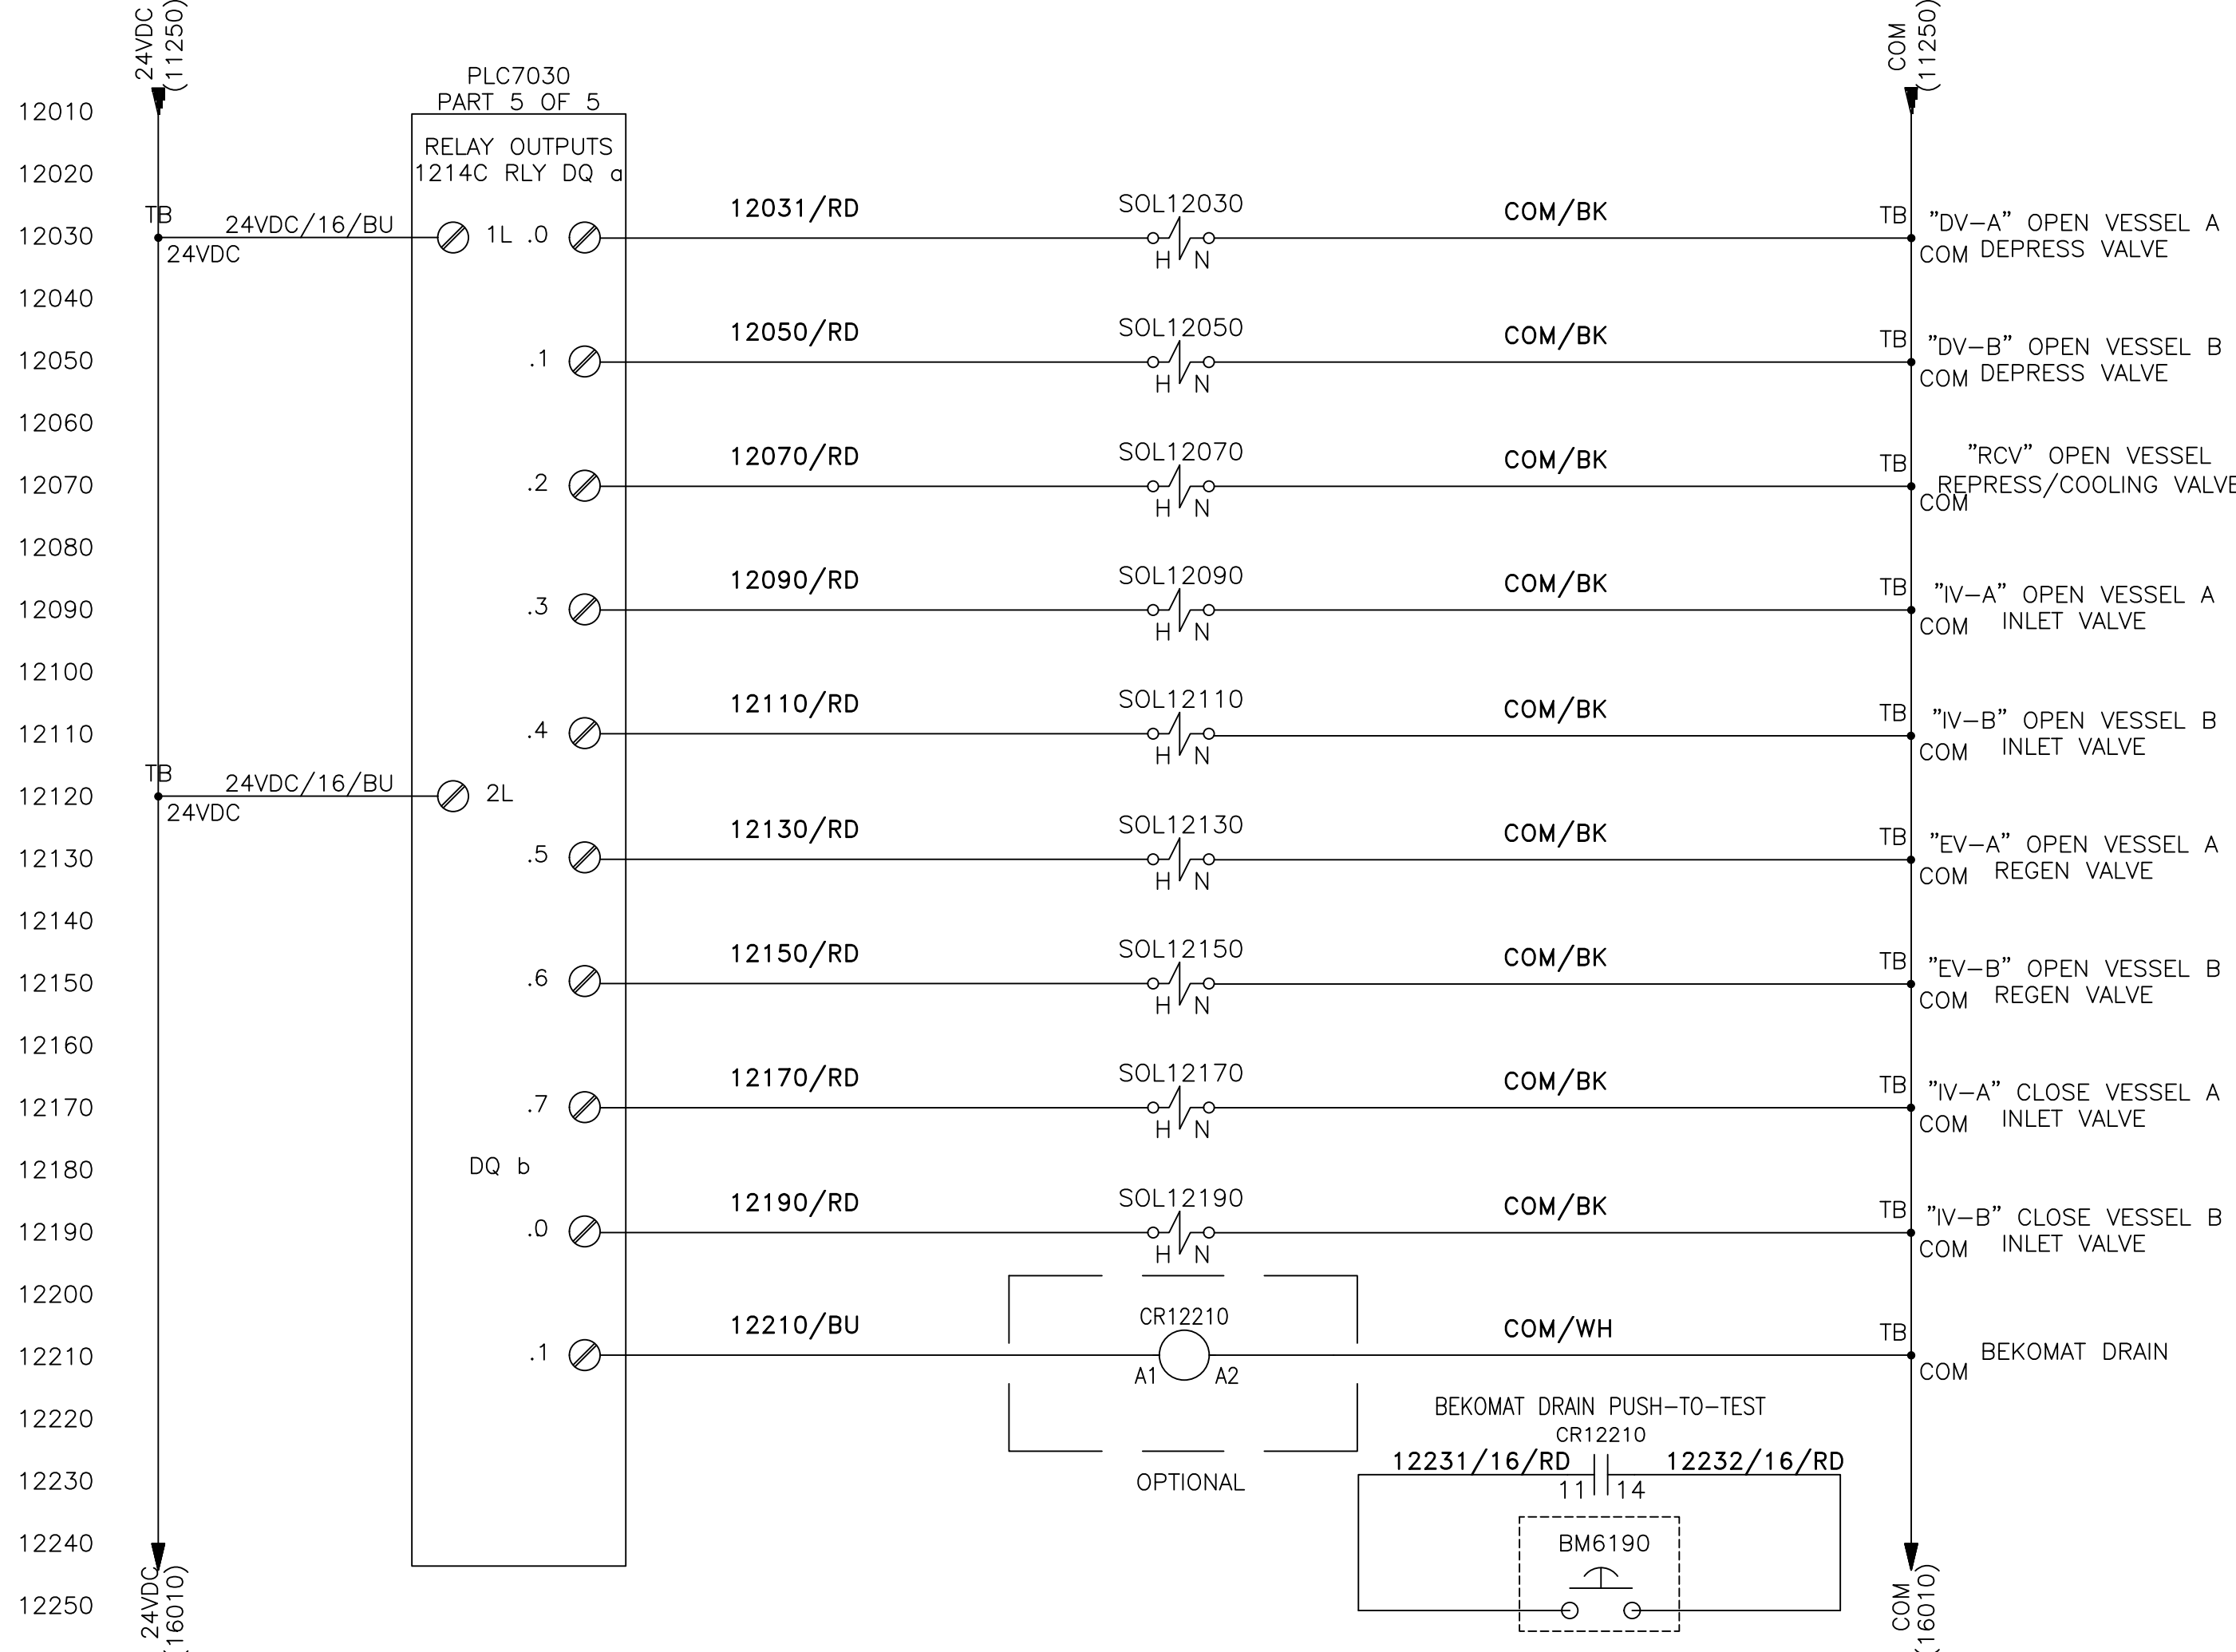 24VDC
(11250)
COM
(11250)
PLC7030
PART 5 OF 5
12010
RELAY OUTPUTS
12020
1214C RLY DQ a
12030
TB
24VDC/16/BU
24VDC
1L .0
12031/RD
SOL12030
H N
COM/BK
TB
COM
"DV-A" OPEN VESSEL A
DEPRESS VALVE
12040
12050
.1
12050/RD
SOL12050
H N
COM/BK
TB
COM
"DV-B" OPEN VESSEL B
DEPRESS VALVE
12060
12070
.2
12070/RD
SOL12070
H N
COM/BK
TB
COM
"RCV" OPEN VESSEL
REPRESS/COOLING VALVE
12080
12090
.3
12090/RD
SOL12090
H N
COM/BK
TB
COM
"IV-A" OPEN VESSEL A
INLET VALVE
12100
12110
.4
12110/RD
SOL12110
H N
COM/BK
TB
COM
"IV-B" OPEN VESSEL B
INLET VALVE
12120
TB
24VDC/16/BU
24VDC
2L
12130
.5
12130/RD
SOL12130
H N
COM/BK
TB
COM
"EV-A" OPEN VESSEL A
REGEN VALVE
12140
12150
.6
12150/RD
SOL12150
H N
COM/BK
TB
COM
"EV-B" OPEN VESSEL B
REGEN VALVE
12160
12170
.7
12170/RD
SOL12170
H N
COM/BK
TB
COM
"IV-A" CLOSE VESSEL A
INLET VALVE
12180
DQ b
12190
.0
12190/RD
SOL12190
H N
COM/BK
TB
COM
"IV-B" CLOSE VESSEL B
INLET VALVE
12200
12210
.1
12210/BU
CR12210
A1 A2
COM/WH
TB
COM
BEKOMAT DRAIN
12220
BEKOMAT DRAIN PUSH-TO-TEST
CR12210
12230
OPTIONAL
12231/16/RD
12232/16/RD
11 14
12240
BM6190
12250
24VDC
(16010)
COM
(16010)